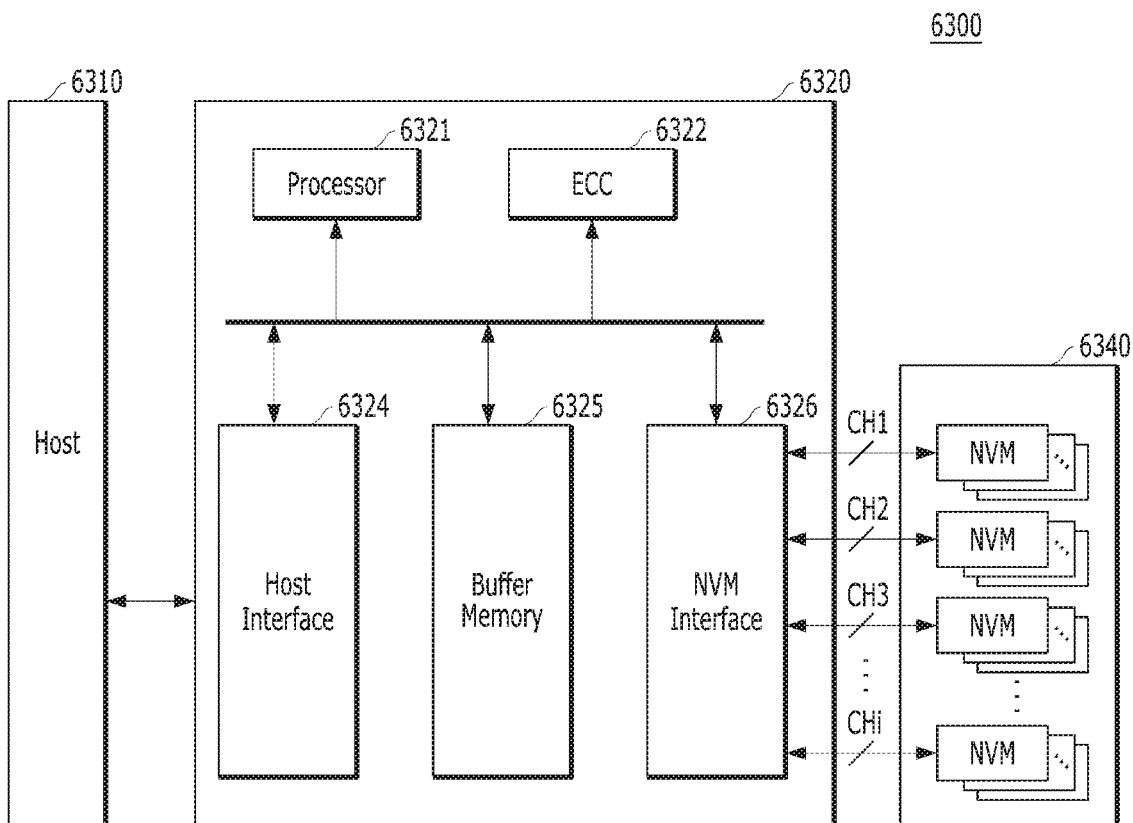 6300
6310
6320
6321
6322
Processor
ECC
6340
6324
6325
6326
CH1
Host
NVM
CH2
NVM
Host
Interface
Buffer
Memory
NVM
Interface
CH3
NVM
CHi
NVM